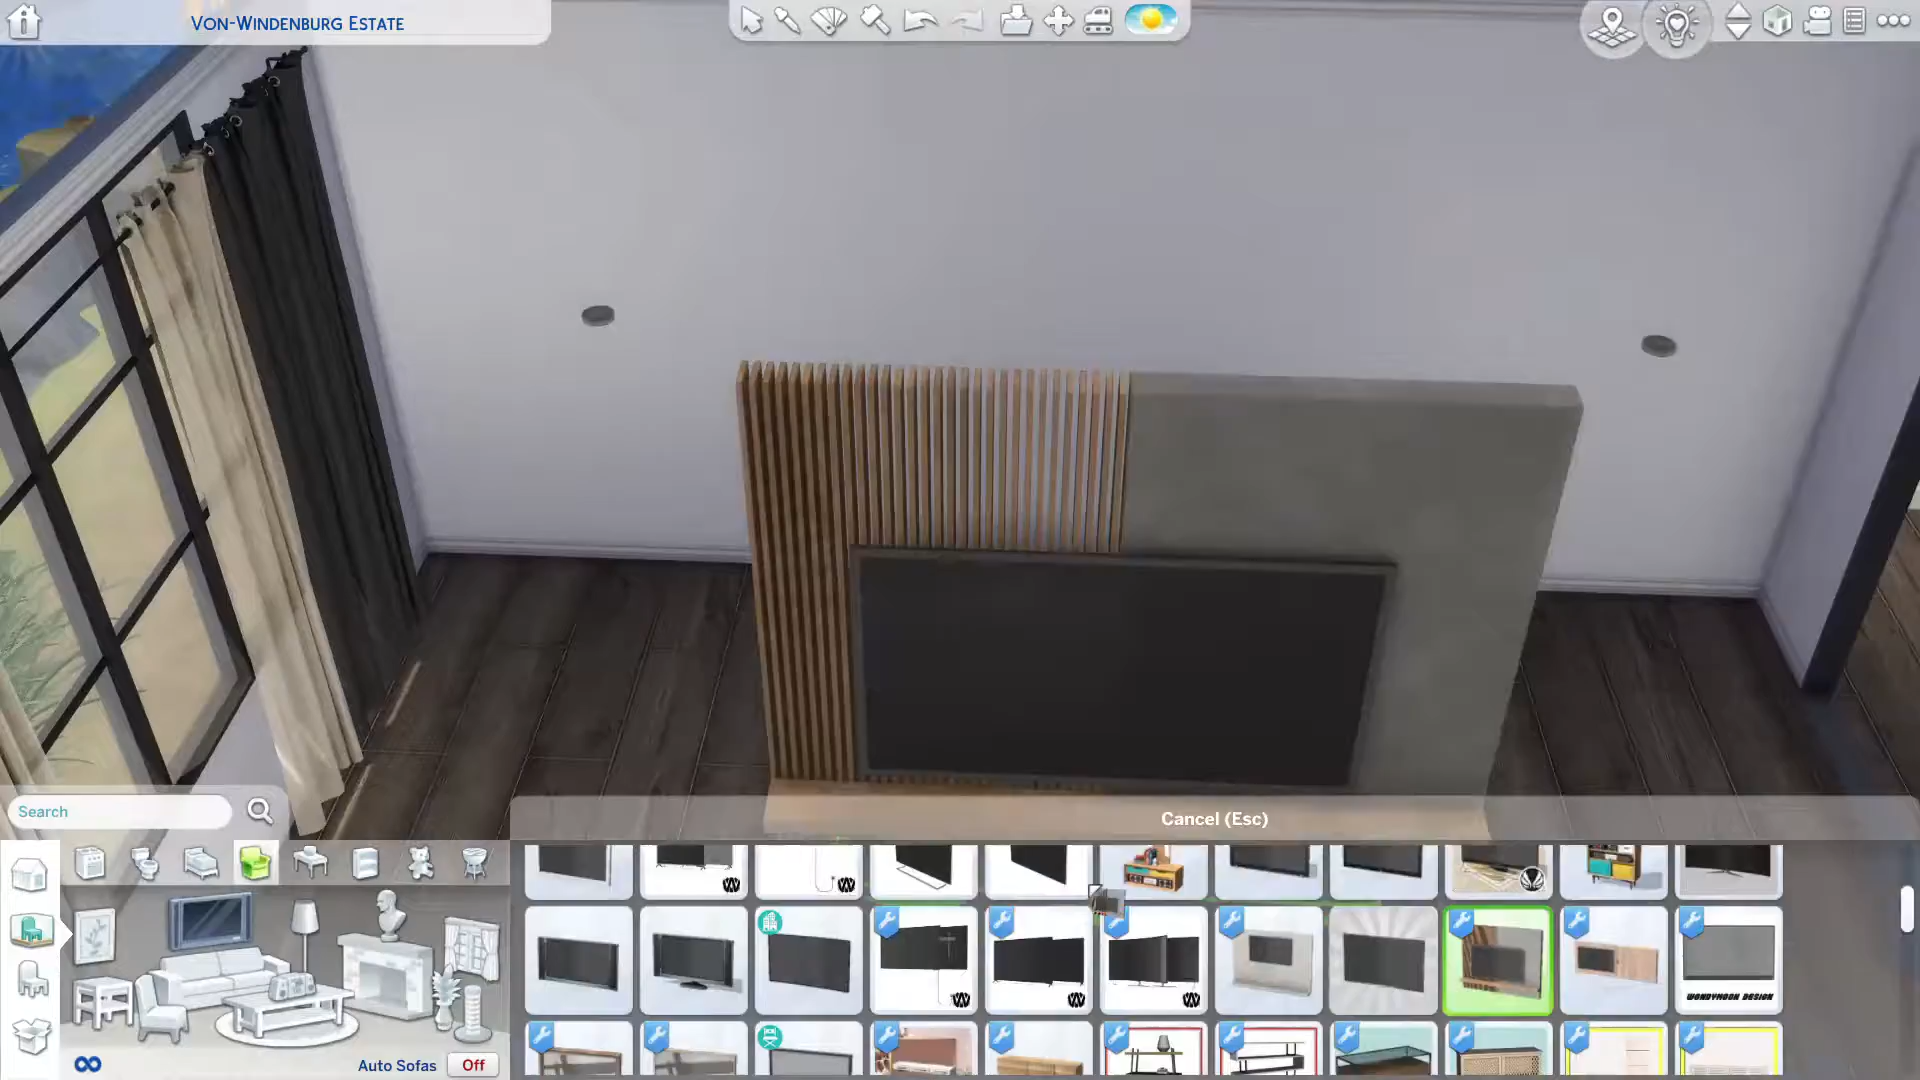 Von-Windenburg Estate
Search
Cancel (Esc)
WONDYMOON DESIGN
Auto Sofas
Off